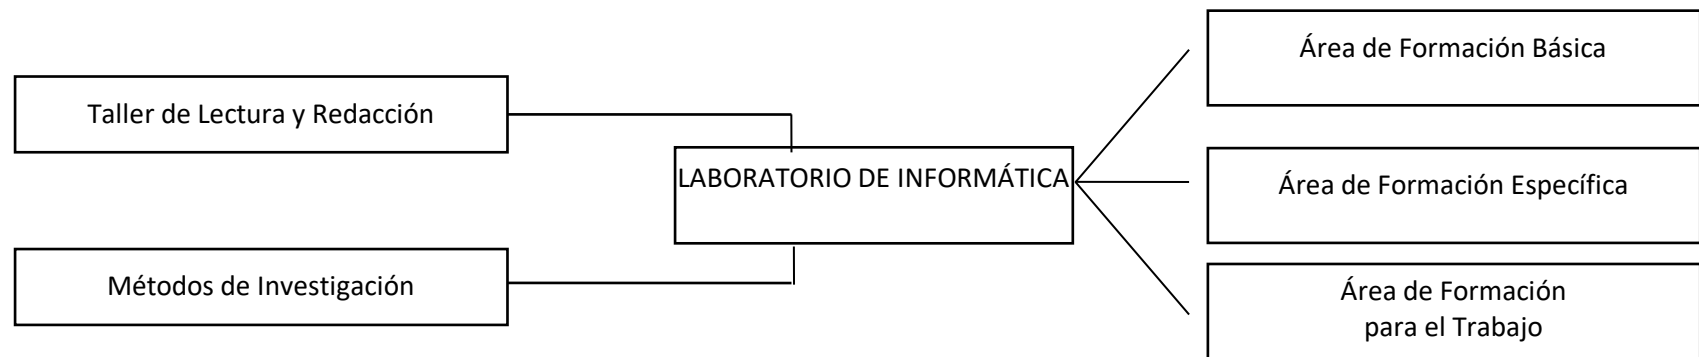 Taller de Lectura y Redacción
Métodos de Investigación
LABORATORIO DE INFORMÁTICA
Área de Formación Básica
Área de Formación Específica
Área de Formación
para el Trabajo